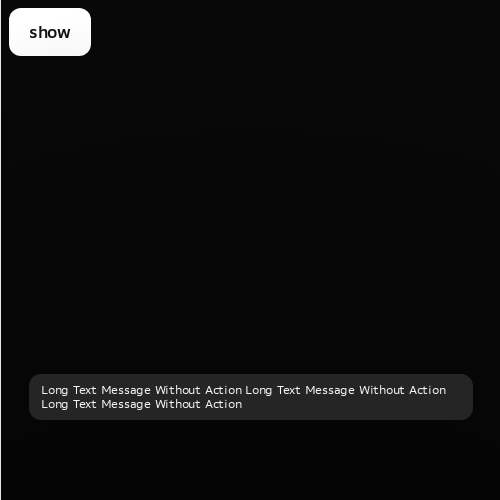 show
Long Text Message Without Action Long Text Message Without Action
Long Text Message Without Action